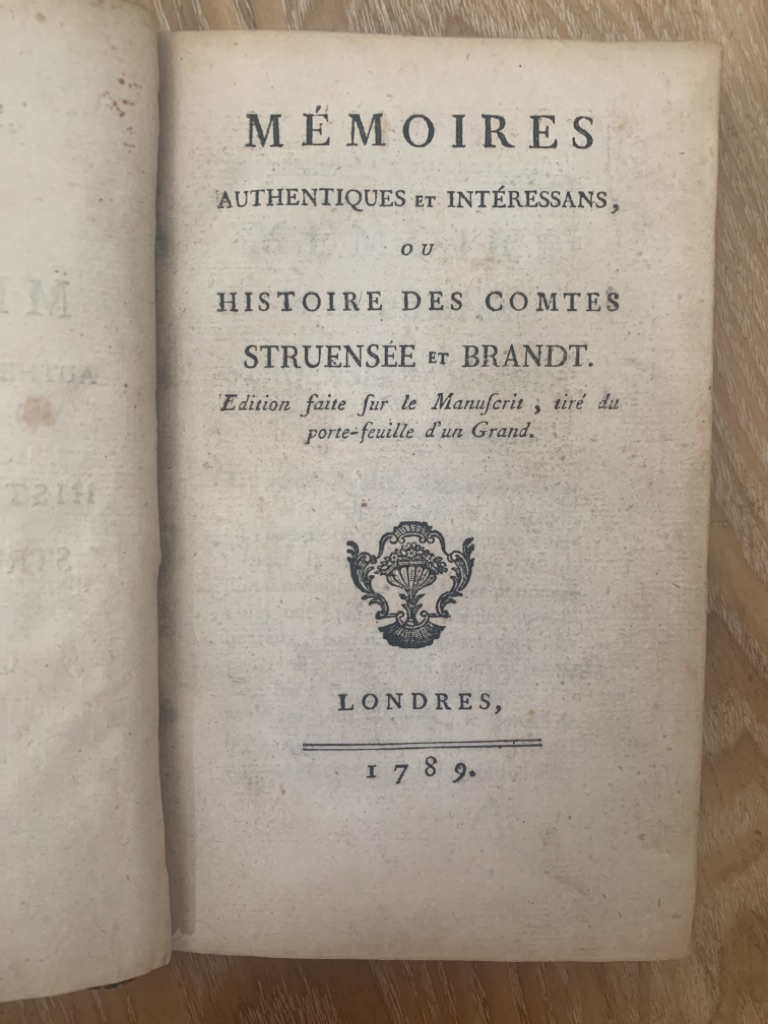 MÉMOIRES
AUTHENTIQUES ET INTÉRESSANS,
OU
HISTOIRE DES COMTES
STRUENSÉE ET BRANDT.
Edition faite ſur le Manuſcrit, tiré du
porte-feuille d'un Grand.
LONDRES,
1789.